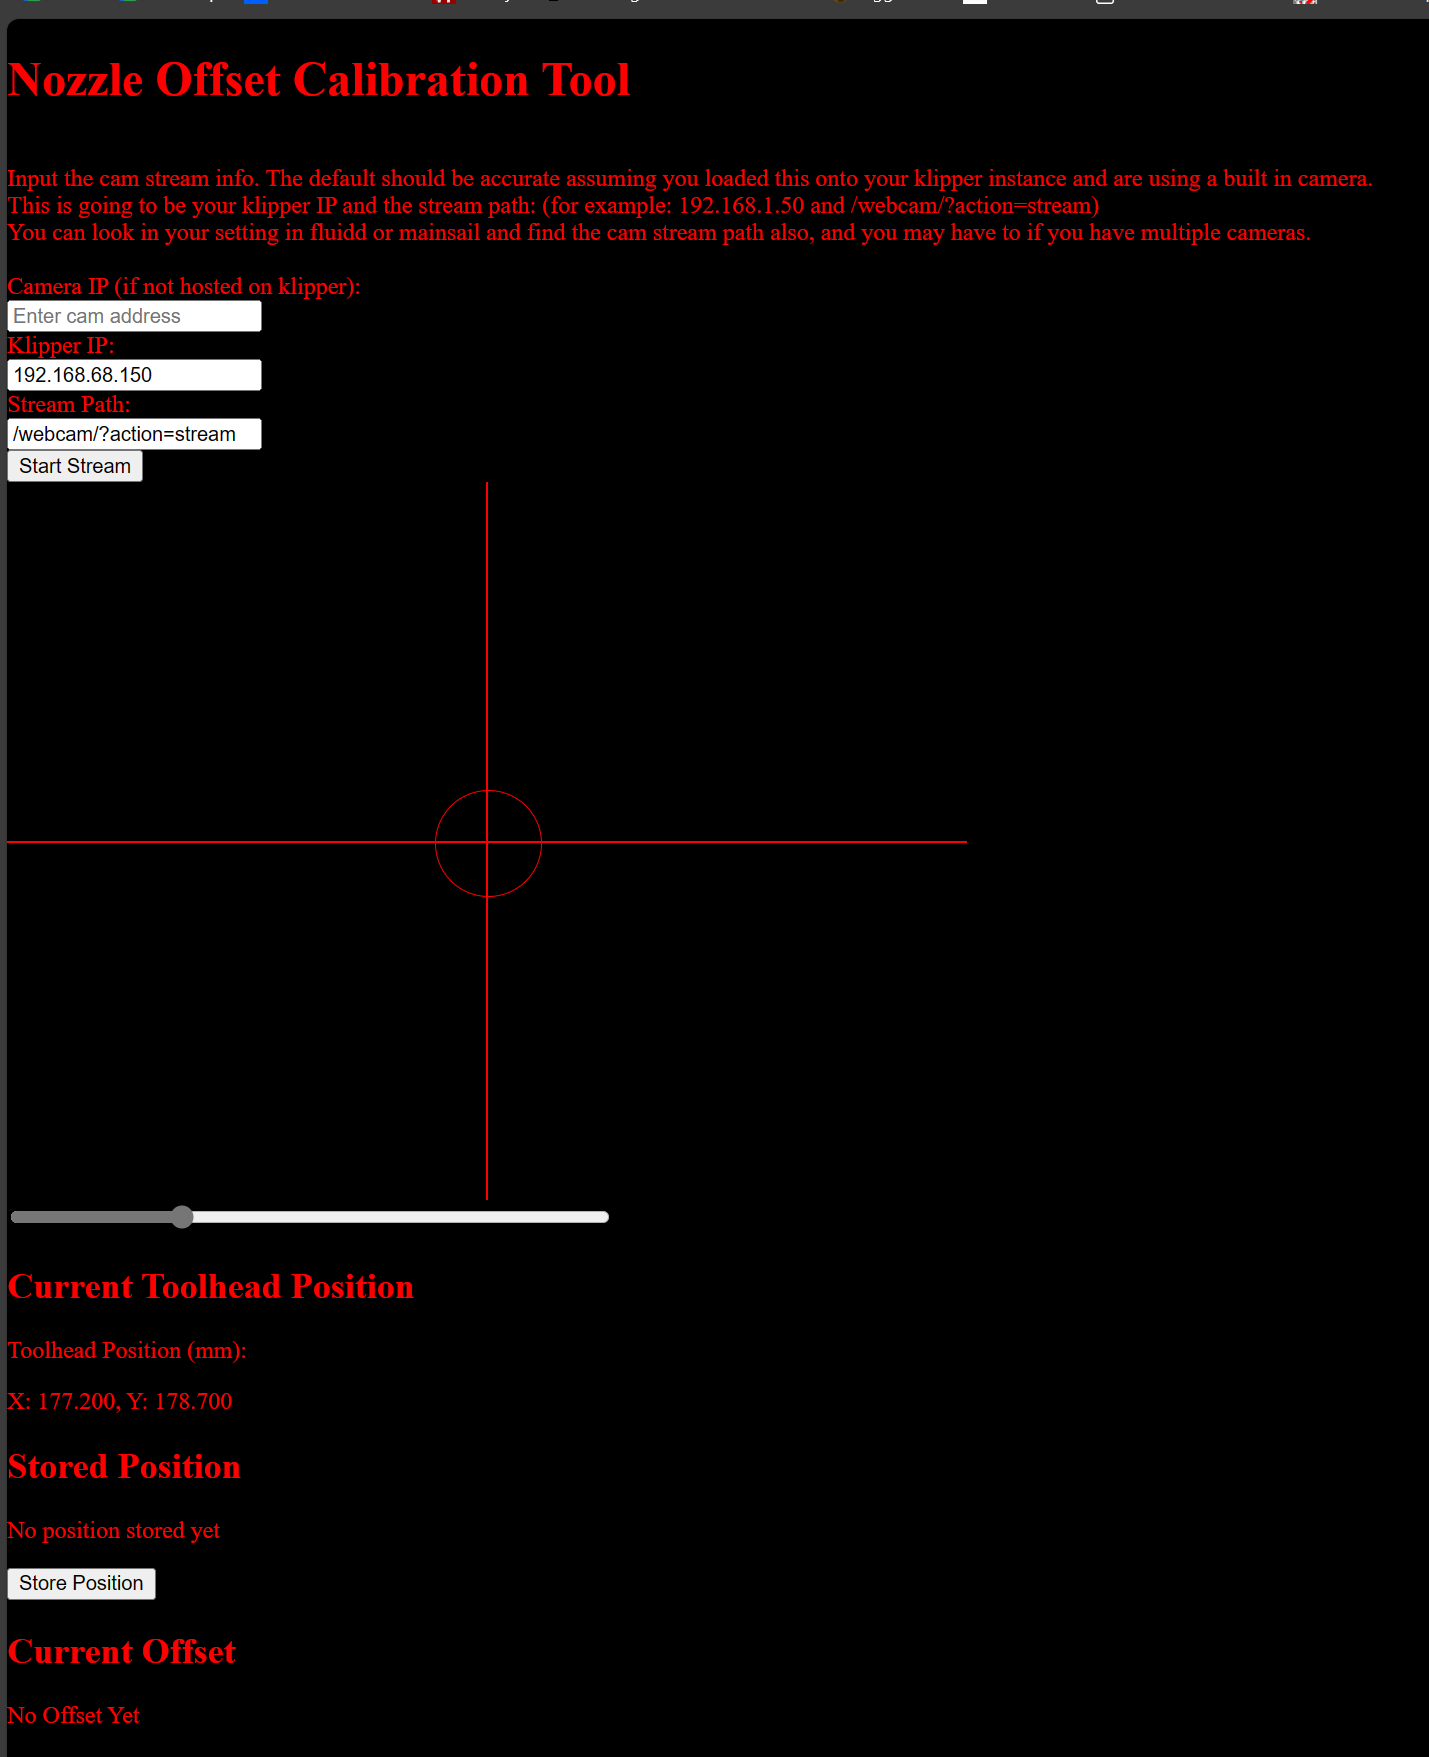 Nozzle Offset Calibration Tool
Input the cam stream info. The default should be accurate assuming you loaded this onto your klipper instance and are using a built in camera.
This is going to be your klipper IP and the stream path: (for example: 192.168.1.50 and /webcam/?action=stream)
You can look in your setting in fluidd or mainsail and find the cam stream path also, and you may have to if you have multiple cameras.
Camera IP (if not hosted on klipper):
Enter cam address
Klipper IP:
192.168.68.150
Stream Path:
/webcam/?action=stream
Start Stream
Current Toolhead Position
Toolhead Position (mm):
X: 177.200, Y: 178.700
Stored Position
No position stored yet
Store Position
Current Offset
No Offset Yet